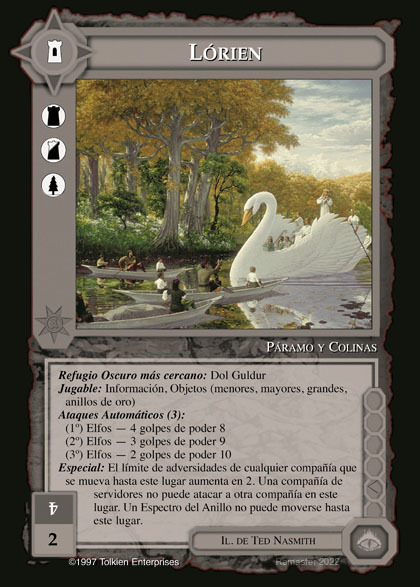 Lórien
Páramo y Colinas
Refugio Oscuro más cercano: Dol Guldur
Jugable: Información, Objetos (menores, mayores, grandes,
anillos de oro)
Ataques Automáticos (3):
(1º) Elfos — 4 golpes de poder 8
(2º) Elfos — 3 golpes de poder 9
(3º) Elfos — 2 golpes de poder 10
Especial: El límite de adversidades de cualquier compañía que
se mueva hasta este lugar aumenta en 2. Una compañía de
servidores no puede atacar a otra compañía en este
lugar. Un Espectro del Anillo no puede moverse hasta
este lugar.
2
Il. de Ted Nasmith
©1997 Tolkien Enterprises